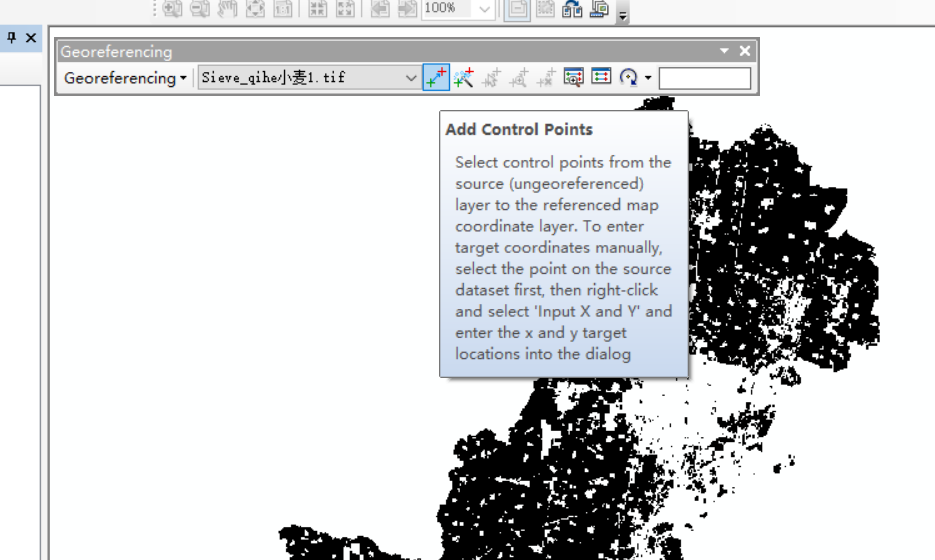 100%
Georeferencing
Georeferencing
Sieve_qihe小麦1.tif
Add Control Points
Select control points from the
source (ungeoreferenced)
layer to the referenced map
coordinate layer. To enter
target coordinates manually,
select the point on the source
dataset first, then right-click
and select 'Input X and Y' and
enter the x and y target
locations into the dialog